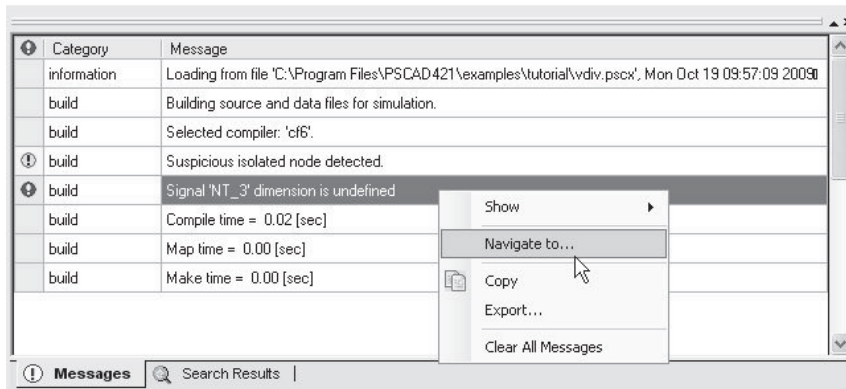 Category Message
information Loading from file 'C:\Program Files\PSCAD421\examples\tutorial\vdiv.pscx', Mon Oct 19 09:57:09 2009
build Building source and data files for simulation.
build Selected compiler: 'cf6'.
build Suspicious isolated node detected.
build Signal 'NT_3' dimension is undefined
build Compile time = 0.02 [sec]
build Map time = 0.00 [sec]
build Make time = 0.00 [sec]
Show
Navigate to...
Copy
Export...
Clear All Messages
Messages Search Results